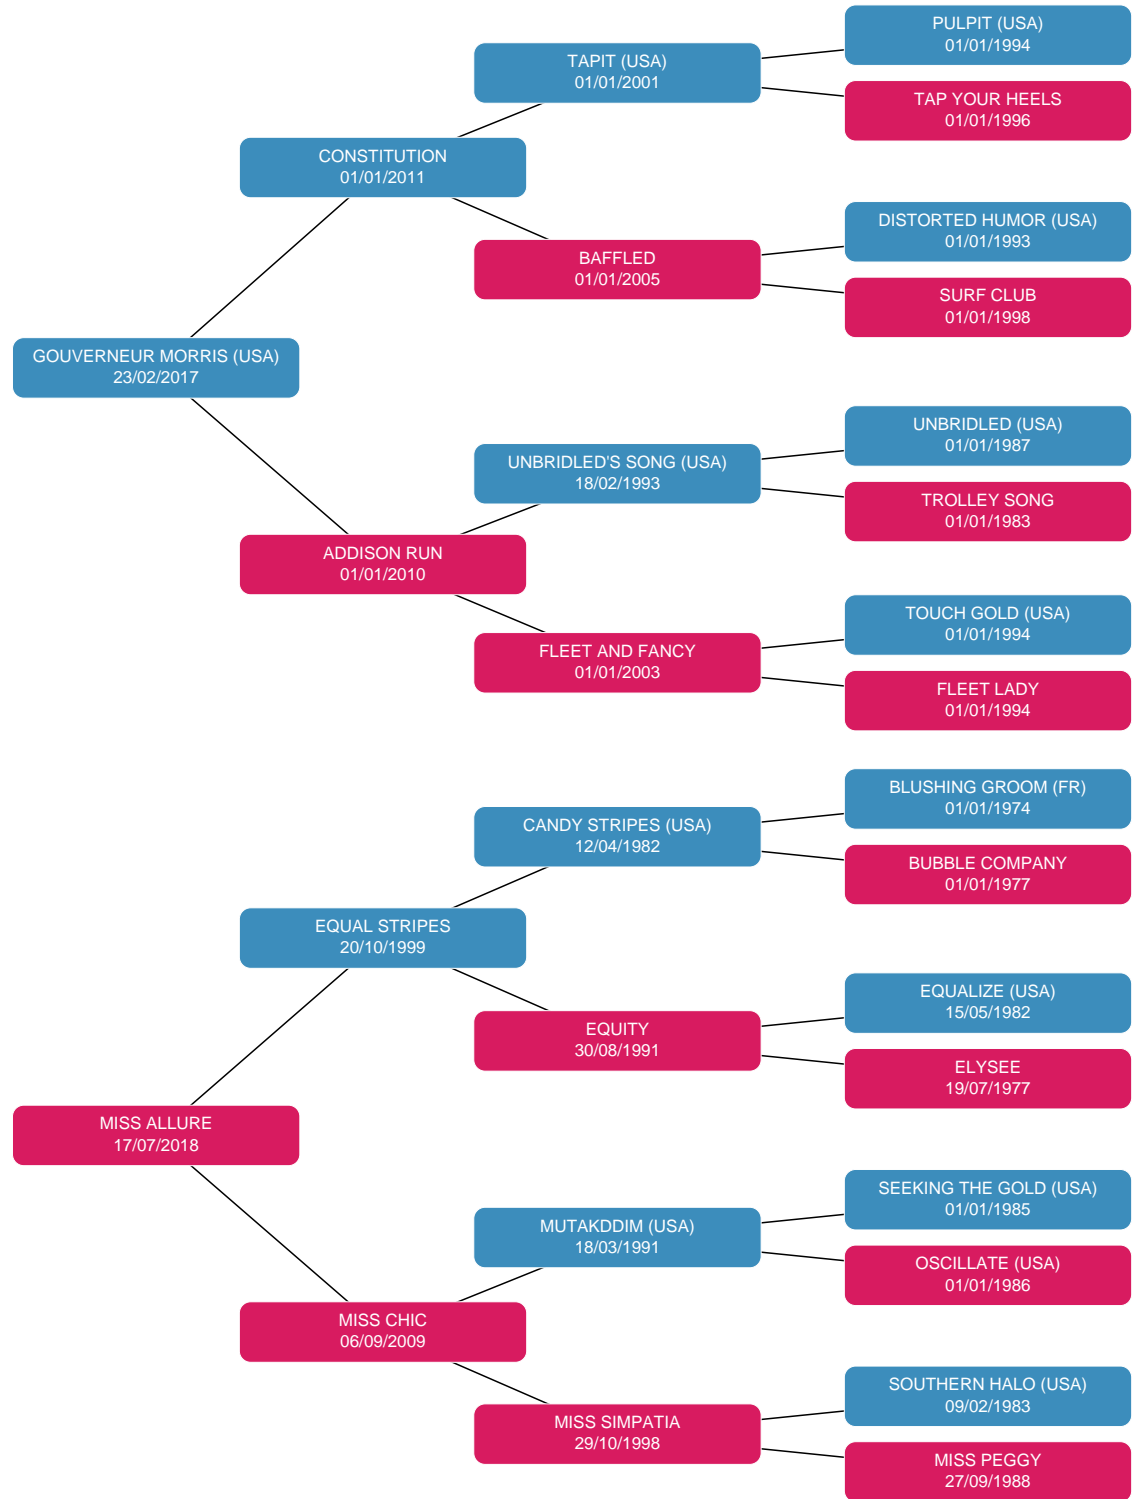 PULPIT (USA)
01/01/1994
TAPIT (USA)
01/01/2001
TAP YOUR HEELS
01/01/1996
CONSTITUTION
01/01/2011
DISTORTED HUMOR (USA)
01/01/1993
BAFFLED
01/01/2005
SURF CLUB
01/01/1998
GOUVERNEUR MORRIS (USA)
23/02/2017
UNBRIDLED (USA)
01/01/1987
UNBRIDLED'S SONG (USA)
18/02/1993
TROLLEY SONG
01/01/1983
ADDISON RUN
01/01/2010
TOUCH GOLD (USA)
01/01/1994
FLEET AND FANCY
01/01/2003
FLEET LADY
01/01/1994
BLUSHING GROOM (FR)
01/01/1974
CANDY STRIPES (USA)
12/04/1982
BUBBLE COMPANY
01/01/1977
EQUAL STRIPES
20/10/1999
EQUALIZE (USA)
15/05/1982
EQUITY
30/08/1991
ELYSEE
19/07/1977
MISS ALLURE
17/07/2018
SEEKING THE GOLD (USA)
01/01/1985
MUTAKDDIM (USA)
18/03/1991
OSCILLATE (USA)
01/01/1986
MISS CHIC
06/09/2009
SOUTHERN HALO (USA)
09/02/1983
MISS SIMPATIA
29/10/1998
MISS PEGGY
27/09/1988